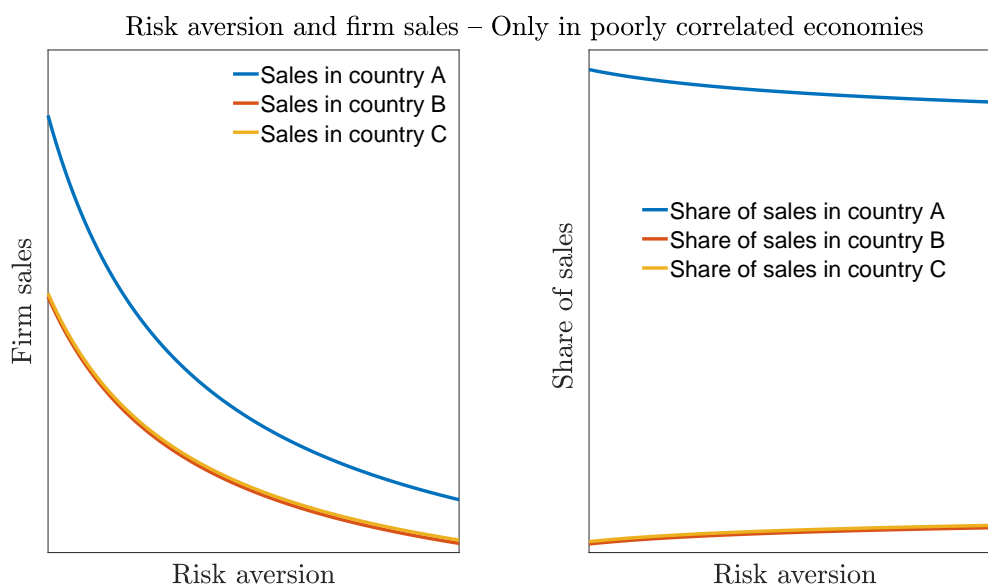 Risk aversion and firm sales – Only in poorly correlated economies
Firm sales
Sales in country A
Sales in country B
Sales in country C
Risk aversion
Share of sales
Share of sales in country A
Share of sales in country B
Share of sales in country C
Risk aversion